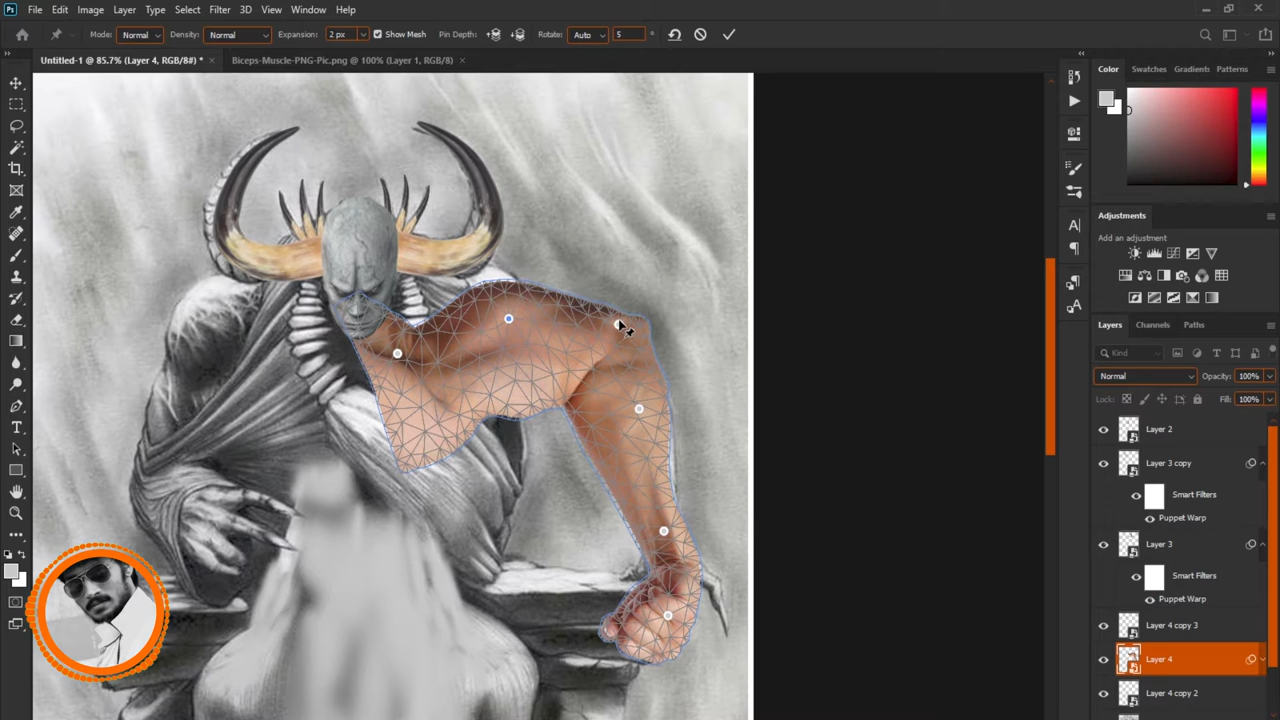 Ps File Edit Image Layer Type Select Filter 3D View Window Help
Mode: Normal Density: Normal Expansion: 2 px Show Mesh Pin Depth: Rotate: Auto 5 °
Untitled-1 @ 85.7% (Layer 4, RGB/8#) * × Biceps-Muscle-PNG-Pic.png @ 100% (Layer 1, RGB/8) ×
Color Swatches Gradients Patterns
Adjustments
Add an adjustment
Layers Channels Paths
Kind
Normal Opacity: 100%
Lock: Fill: 100%
Layer 2
Layer 3 copy
Smart Filters
Puppet Warp
Layer 3
Smart Filters
Puppet Warp
Layer 4 copy 3
Layer 4
Layer 4 copy 2